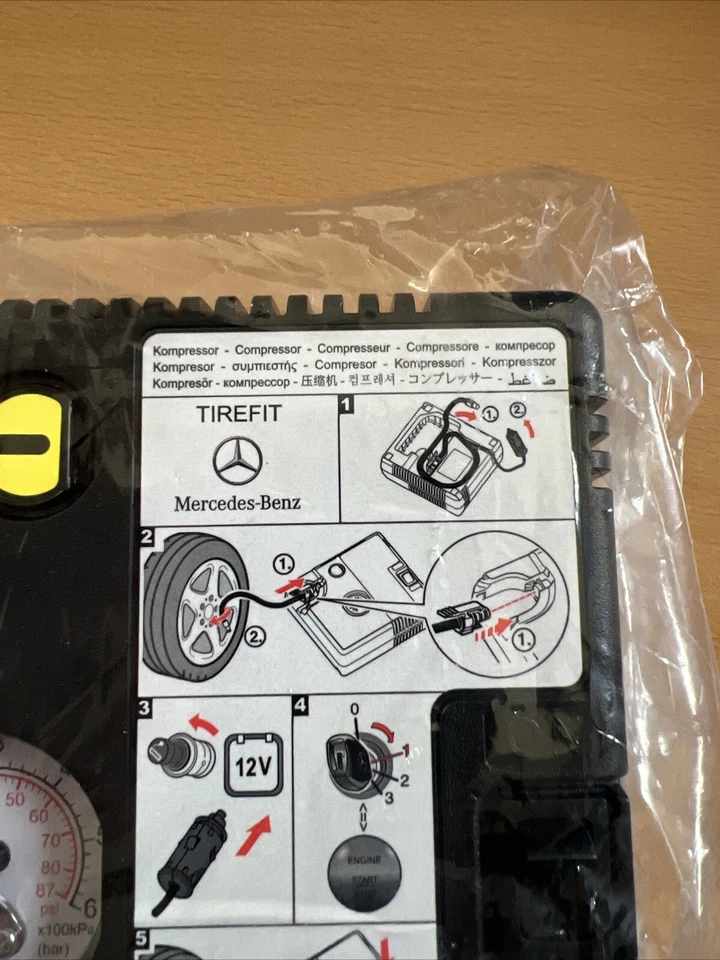 Kompressor - Compressor - Compresseur - Compressore - компресор
Kompresor - συμπιεστής - Compresor - Kompressori - Kompresszor
Kompresör - компрессор - 压缩机 - 컴프레셔 - コンプレッサー - ضاغط
TIREFIT
Mercedes-Benz
1
1.
2.
2
1.
2.
1.
3
12V
4
0
1
2
3
ENGINE
START
STOP
5
50
60
70
80
87
psi
6
x100kPa
(bar)